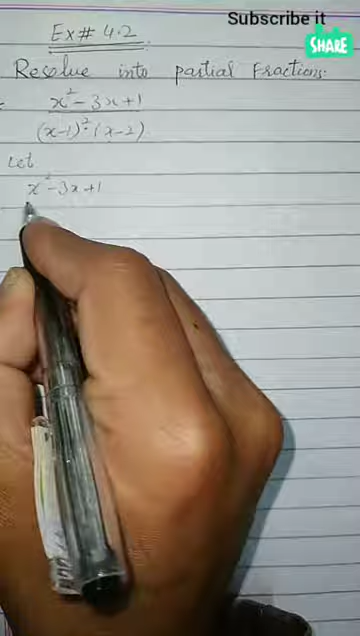 Subscribe it
SHARE
Ex# 4.2
Resolve into partial Fractions:
x² - 3x + 1
(x-1)² · (x-2)
Let
x² - 3x + 1